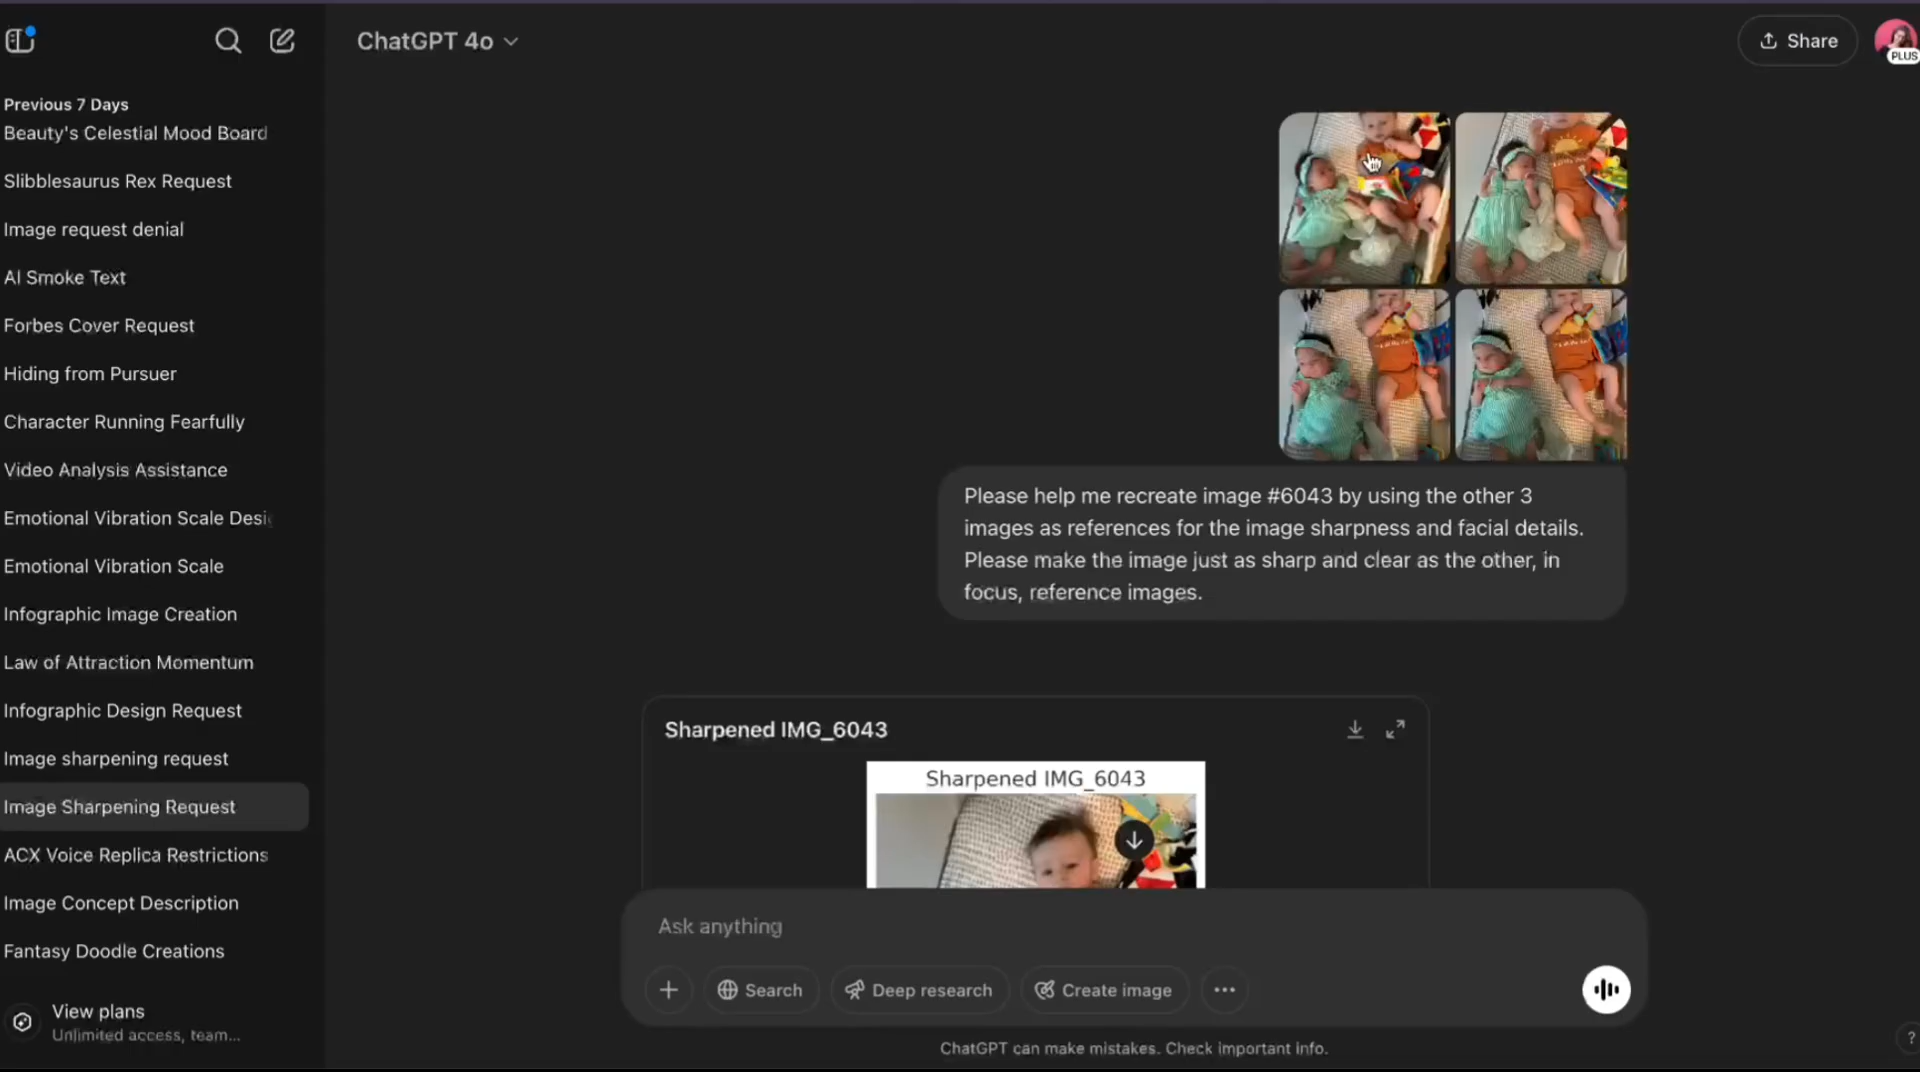 ChatGPT 4o
Share
PLUS
Previous 7 Days
Beauty's Celestial Mood Board
Slibblesaurus Rex Request
Image request denial
AI Smoke Text
Forbes Cover Request
Hiding from Pursuer
Character Running Fearfully
Video Analysis Assistance
Emotional Vibration Scale Desi
Emotional Vibration Scale
Infographic Image Creation
Law of Attraction Momentum
Infographic Design Request
Image sharpening request
Image Sharpening Request
ACX Voice Replica Restrictions
Image Concept Description
Fantasy Doodle Creations
View plans
Unlimited access, team...
Please help me recreate image #6043 by using the other 3
images as references for the image sharpness and facial details.
Please make the image just as sharp and clear as the other, in
focus, reference images.
Sharpened IMG_6043
Sharpened IMG_6043
Ask anything
Search
Deep research
Create image
ChatGPT can make mistakes. Check important info.
?